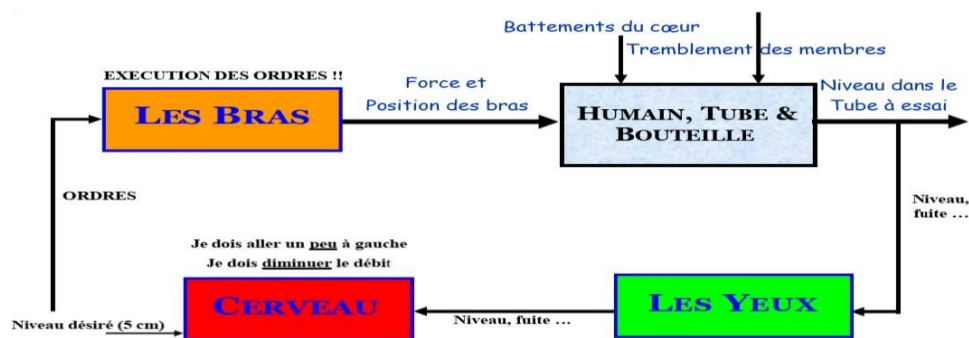 Battements du cœur
Tremblement des membres
EXECUTION DES ORDRES !!
Force et
Position des bras
Niveau dans le
Tube à essai
LES BRAS
HUMAIN, TUBE &
BOUTEILLE
ORDRES
Niveau,
fuite ...
Je dois aller un peu à gauche
Je dois diminuer le débit
CERVEAU
LES YEUX
Niveau désiré (5 cm)
Niveau, fuite ...